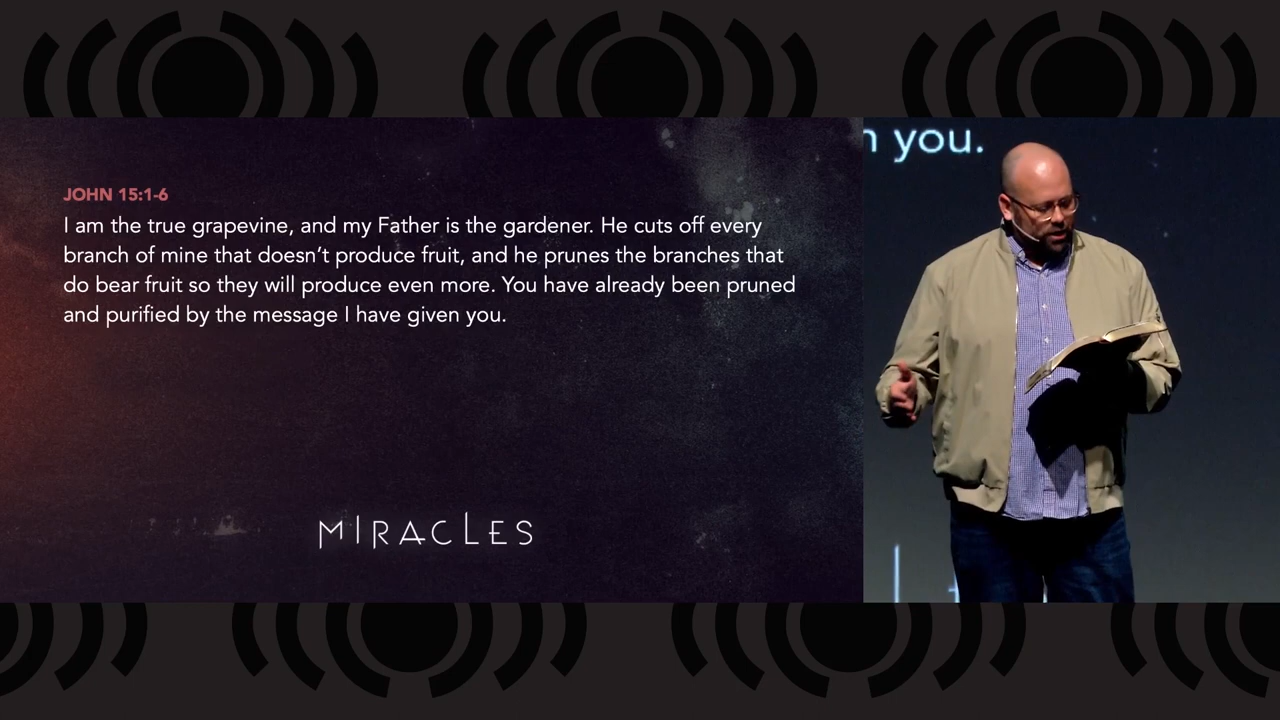 JOHN 15:1-6
I am the true grapevine, and my Father is the gardener. He cuts off every
branch of mine that doesn’t produce fruit, and he prunes the branches that
do bear fruit so they will produce even more. You have already been pruned
and purified by the message I have given you.
MIRACLES
you.